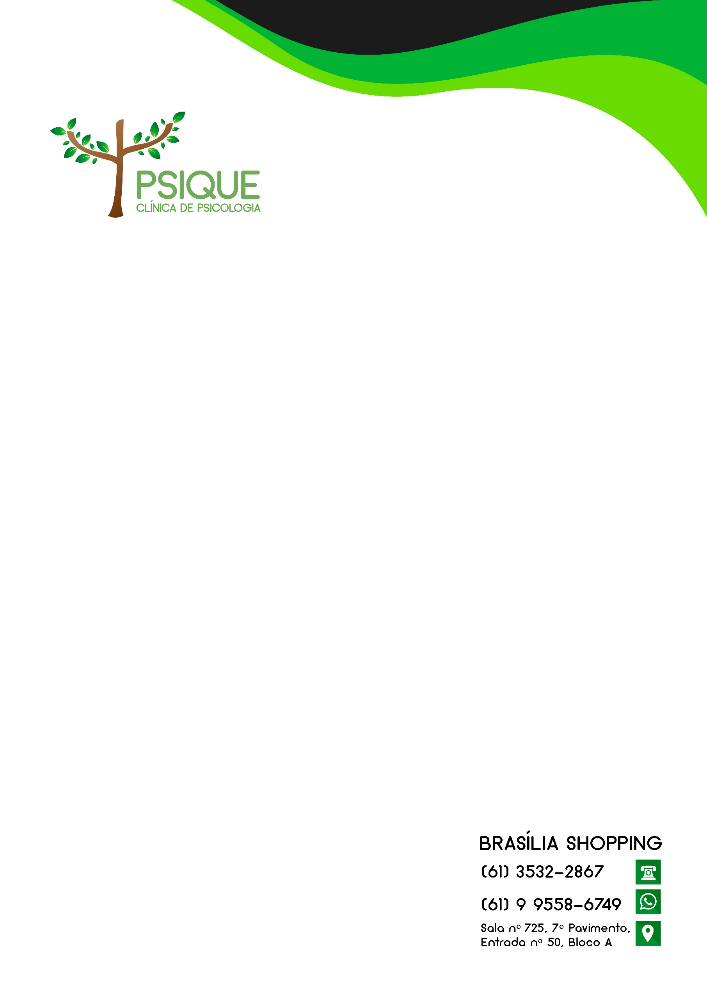 PSIQUE
CLÍNICA DE PSICOLOGIA
BRASÍLIA SHOPPING
(61) 3532-2867
(61) 9 9558-6749
Sala nº 725, 7º Pavimento,
Entrada nº 50, Bloco A